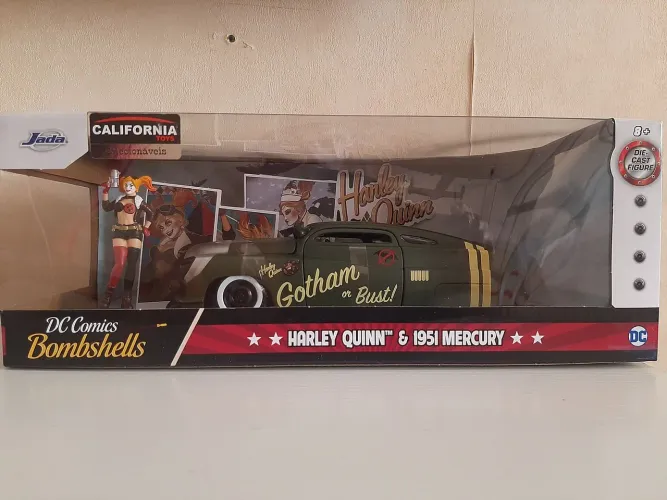 Jada
CALIFORNIA
TOYS
8+
DIE-
CAST
FIGURE
Harley
Quinn
Harley
Quinn
Gotham
or Bust!
DC Comics
Bombshells
★ ★ HARLEY QUINN™ & 1951 MERCURY ★ ★
DC